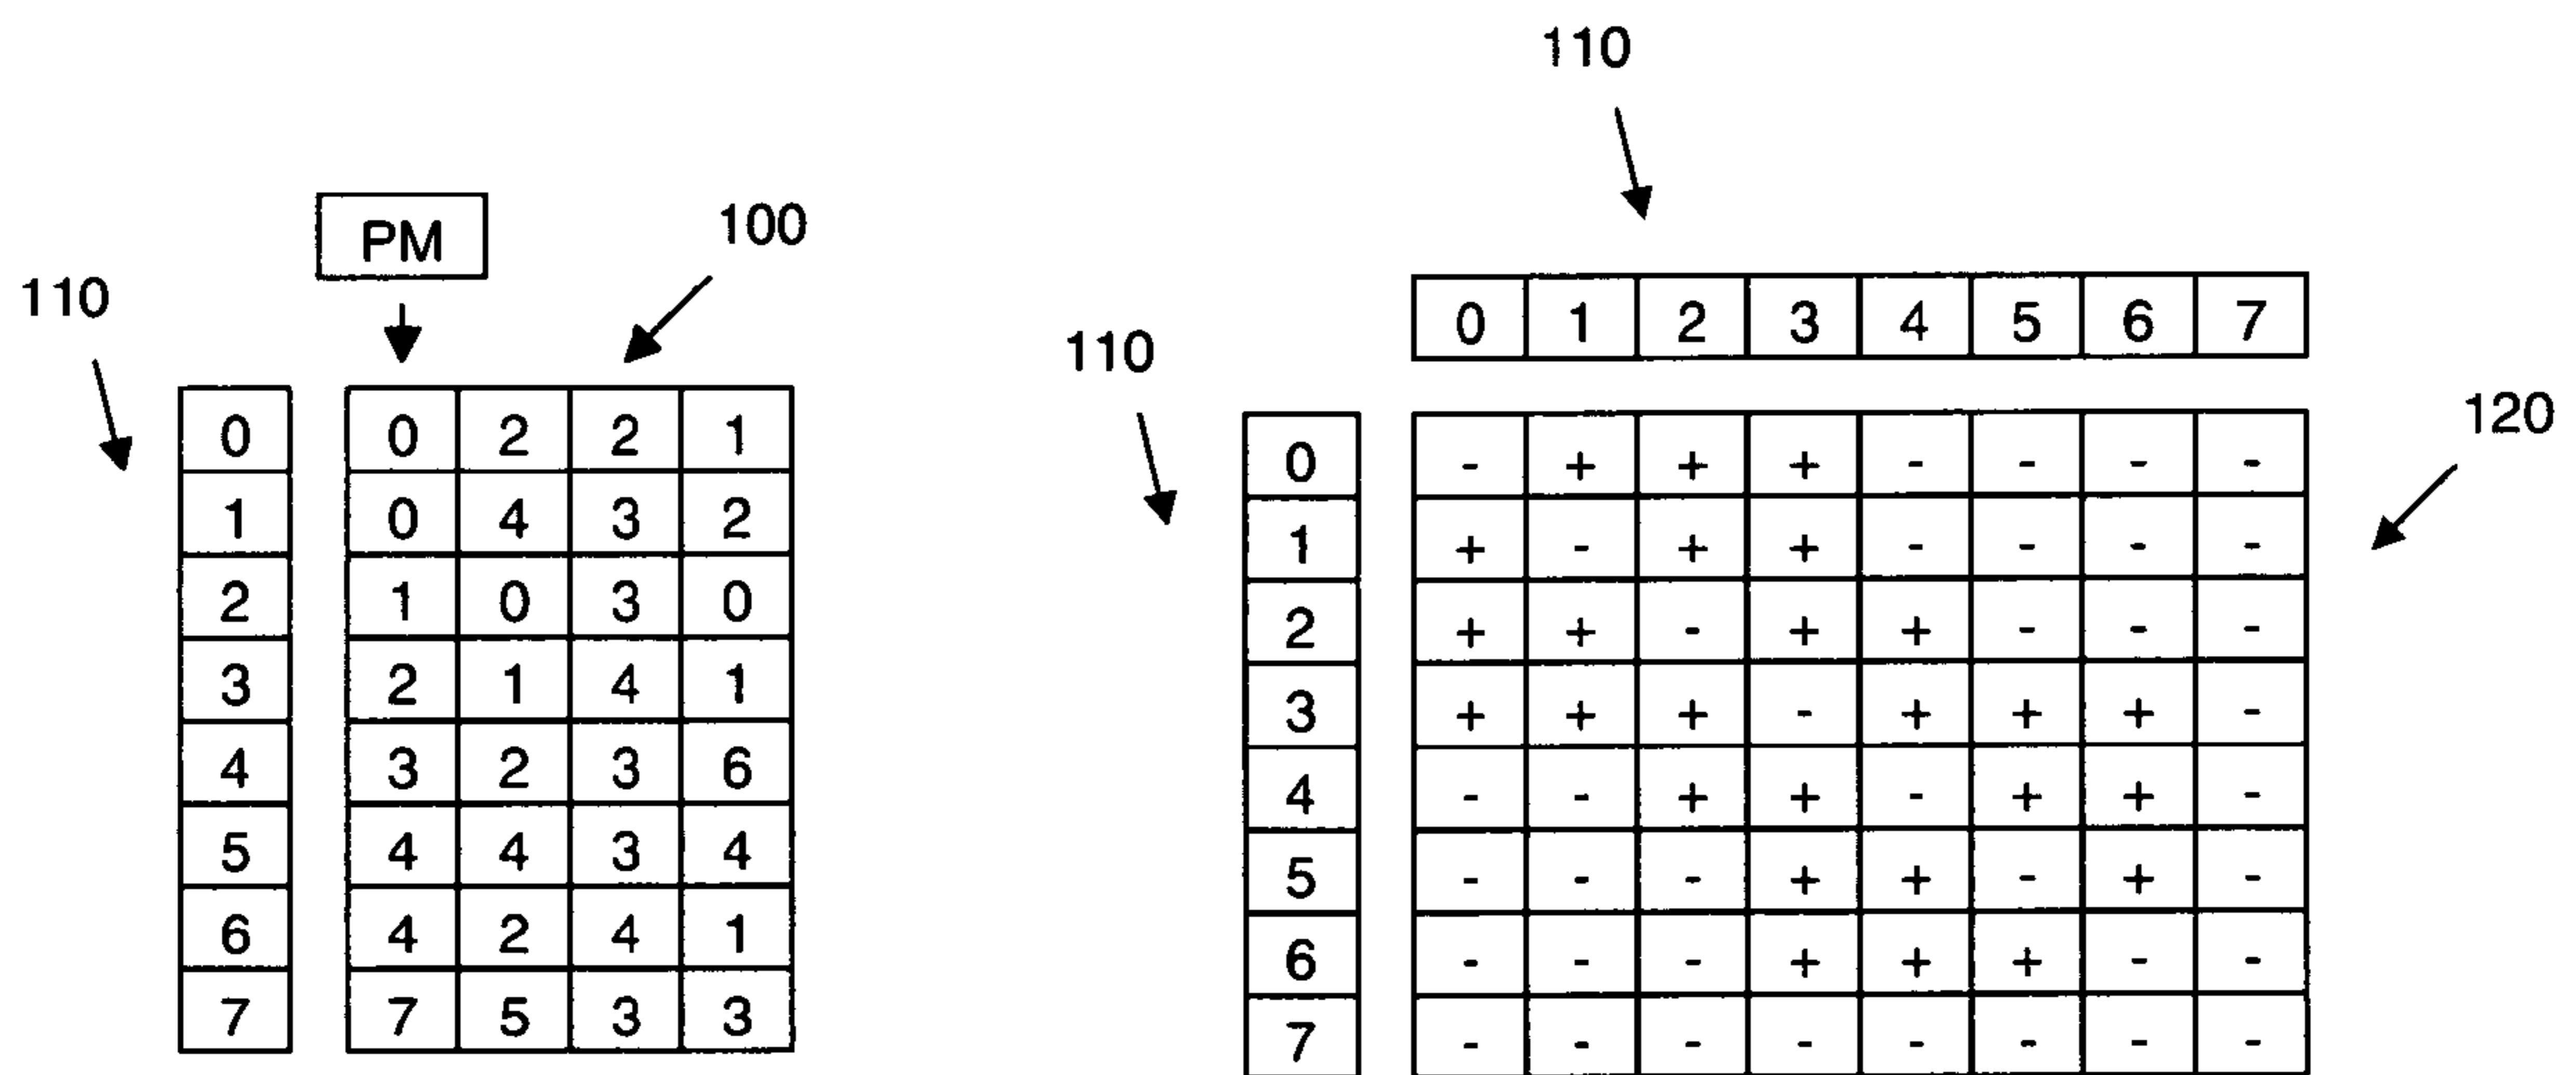 110
PM
100
110
110
0 1 2 3 4 5 6 7
120
0 0 2 2 1
1 0 4 3 2
2 1 0 3 0
3 2 1 4 1
4 3 2 3 6
5 4 4 3 4
6 4 2 4 1
7 7 5 3 3
0 - + + + - - - -
1 + - + + - - - -
2 + + - + + - - -
3 + + + - + + + -
4 - - + + - + + -
5 - - - + + - + -
6 - - - + + + - -
7 - - - - - - - -